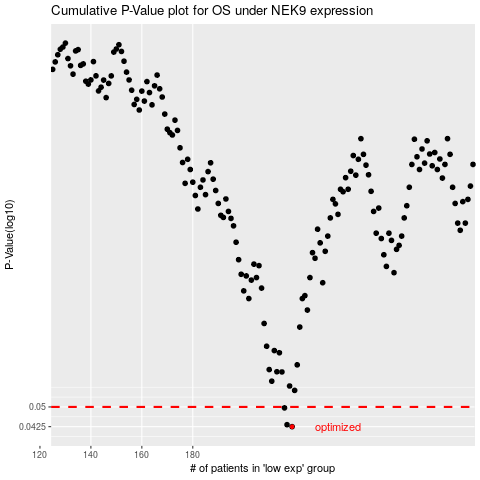 Cumulative P-Value plot for OS under NEK9 expression
P-Value(log10)
0.05
0.0425
optimized
120 140 160 180
# of patients in 'low exp' group